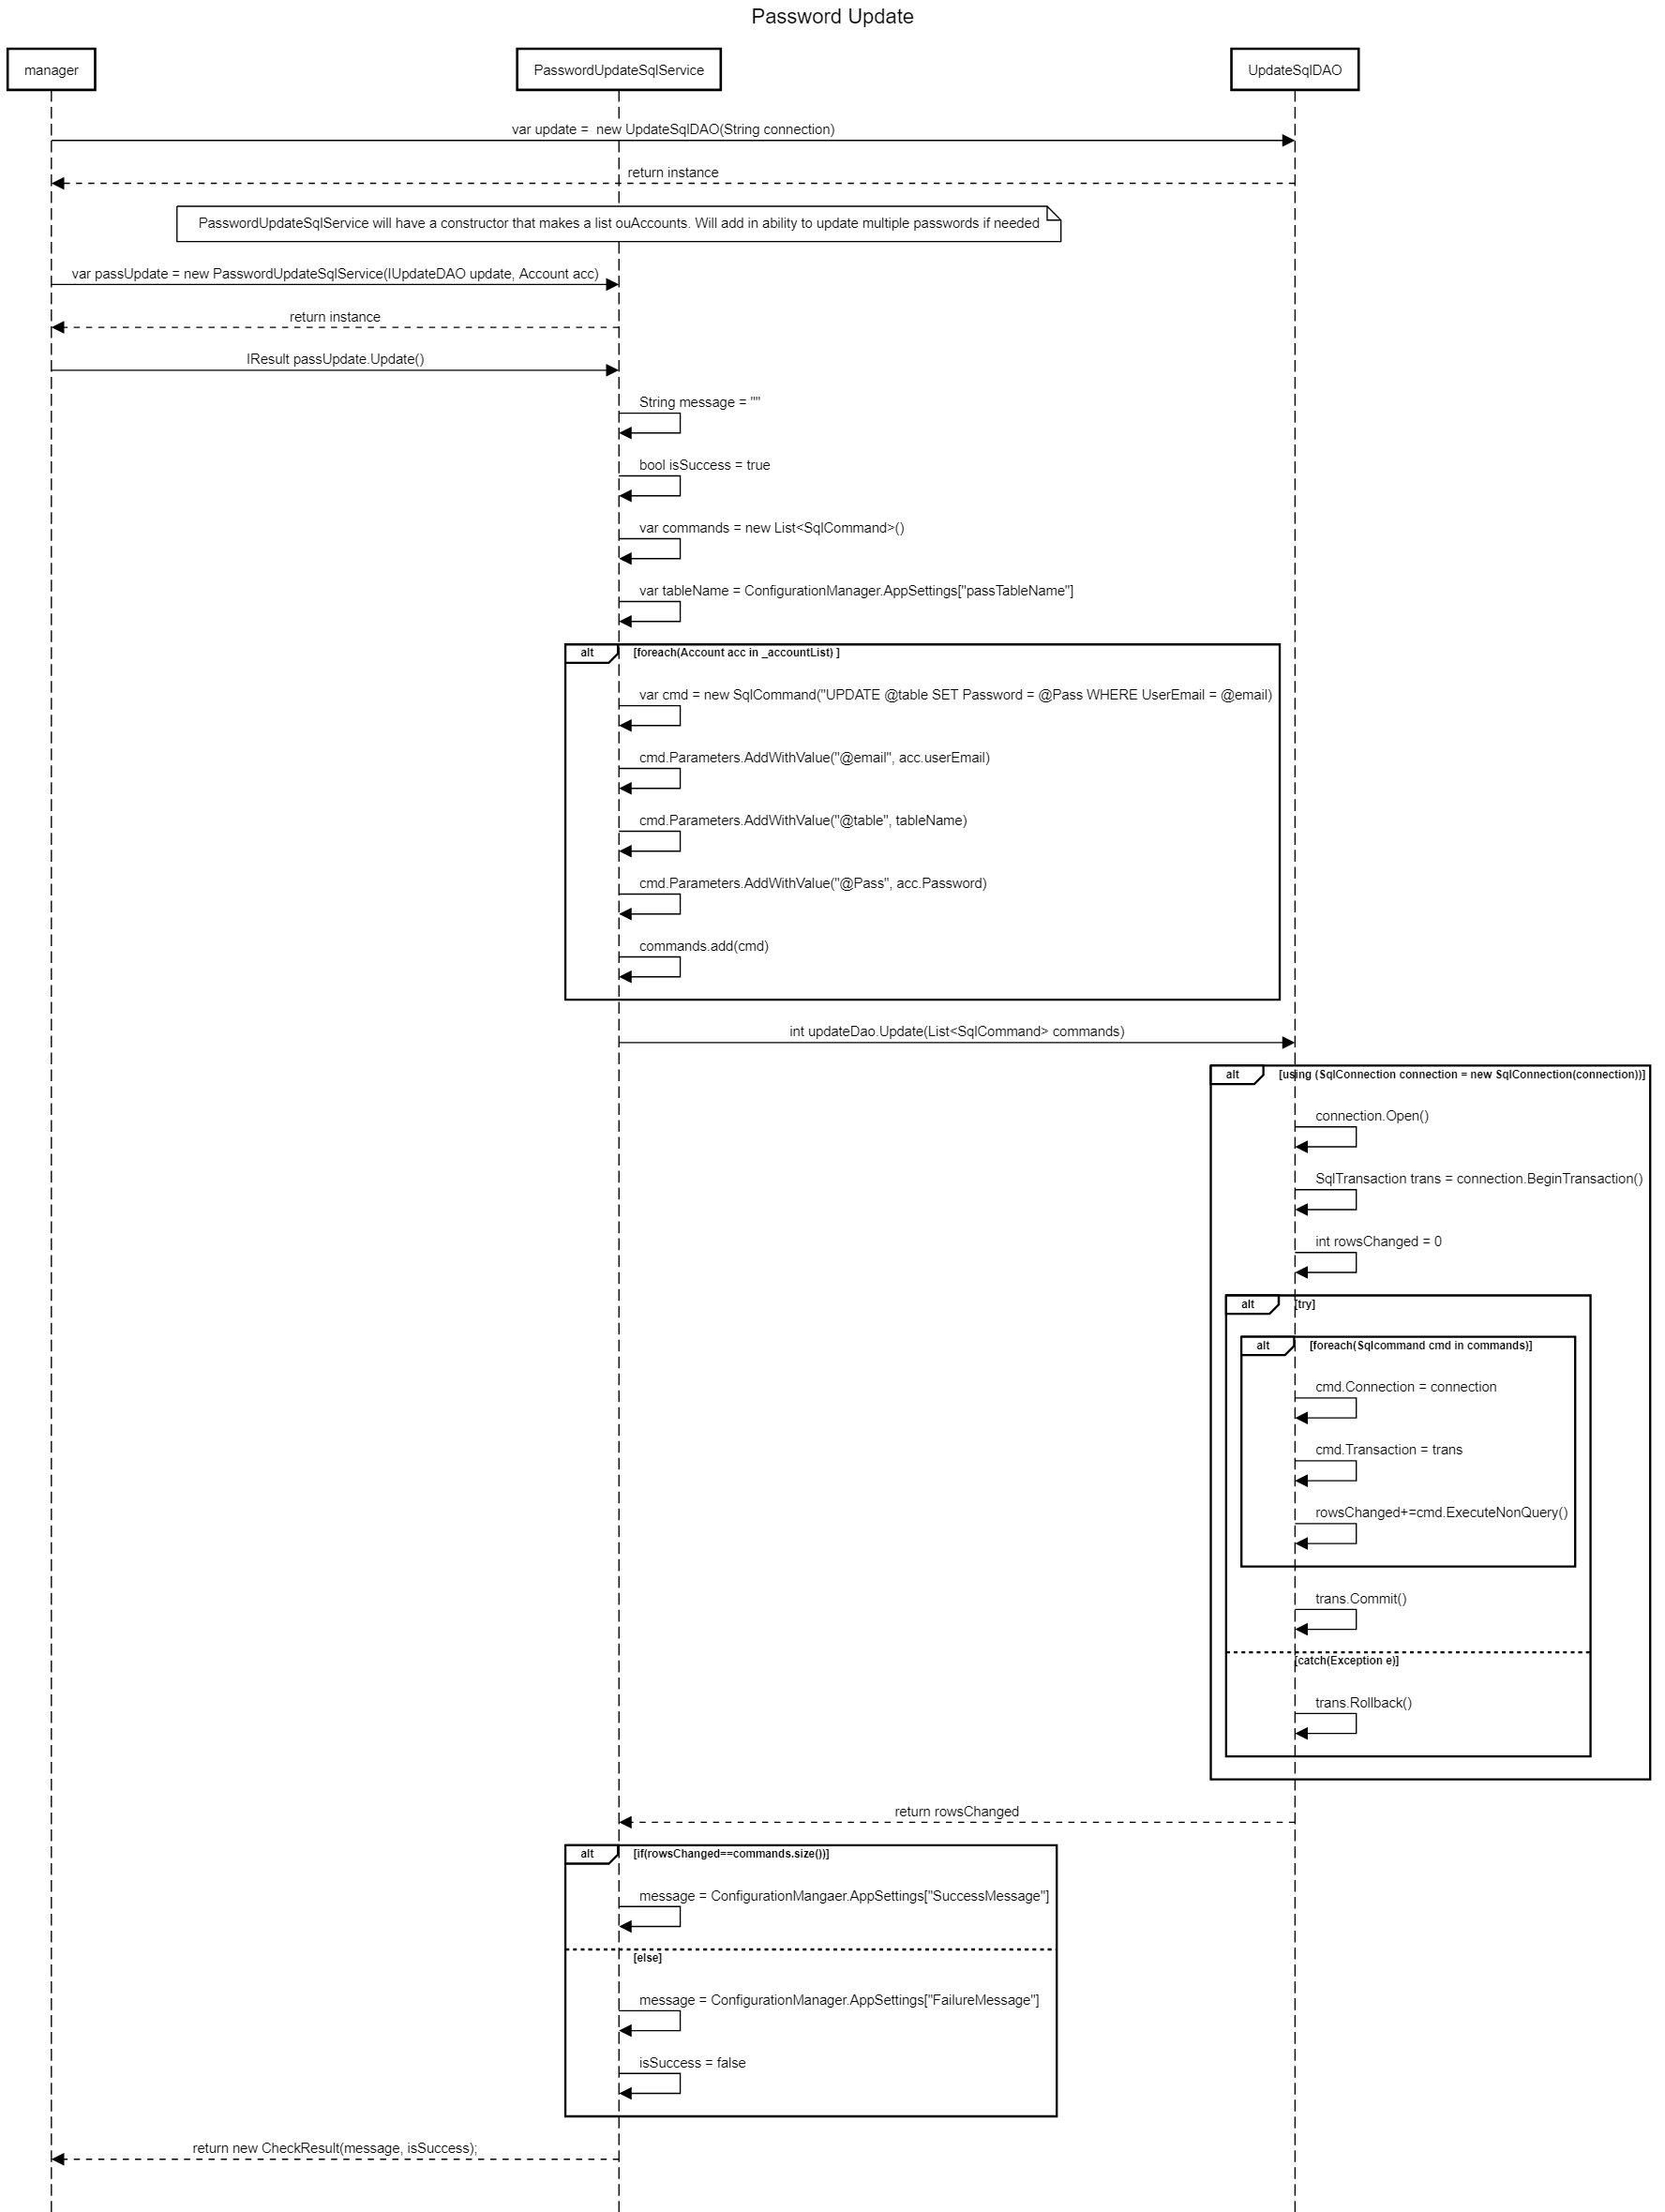 Password Update
manager
PasswordUpdateSqlService
UpdateSqlDAO
var update =  new UpdateSqlDAO(String connection)
return instance
PasswordUpdateSqlService will have a constructor that makes a list ouAccounts. Will add in ability to update multiple passwords if needed
var passUpdate = new PasswordUpdateSqlService(IUpdateDAO update, Account acc)
return instance
IResult passUpdate.Update()
String message = ""
bool isSuccess = true
var commands = new List<SqlCommand>()
var tableName = ConfigurationManager.AppSettings["passTableName"]
alt
[foreach(Account acc in _accountList) ]
var cmd = new SqlCommand("UPDATE @table SET Password = @Pass WHERE UserEmail = @email)
cmd.Parameters.AddWithValue("@email", acc.userEmail)
cmd.Parameters.AddWithValue("@table", tableName)
cmd.Parameters.AddWithValue("@Pass", acc.Password)
commands.add(cmd)
int updateDao.Update(List<SqlCommand> commands)
alt
[using (SqlConnection connection = new SqlConnection(connection))]
connection.Open()
SqlTransaction trans = connection.BeginTransaction()
int rowsChanged = 0
alt
[try]
alt
[foreach(Sqlcommand cmd in commands)]
cmd.Connection = connection
cmd.Transaction = trans
rowsChanged+=cmd.ExecuteNonQuery()
trans.Commit()
[catch(Exception e)]
trans.Rollback()
return rowsChanged
alt
[if(rowsChanged==commands.size())]
message = ConfigurationMangaer.AppSettings["SuccessMessage"]
[else]
message = ConfigurationManager.AppSettings["FailureMessage"]
isSuccess = false
return new CheckResult(message, isSuccess);